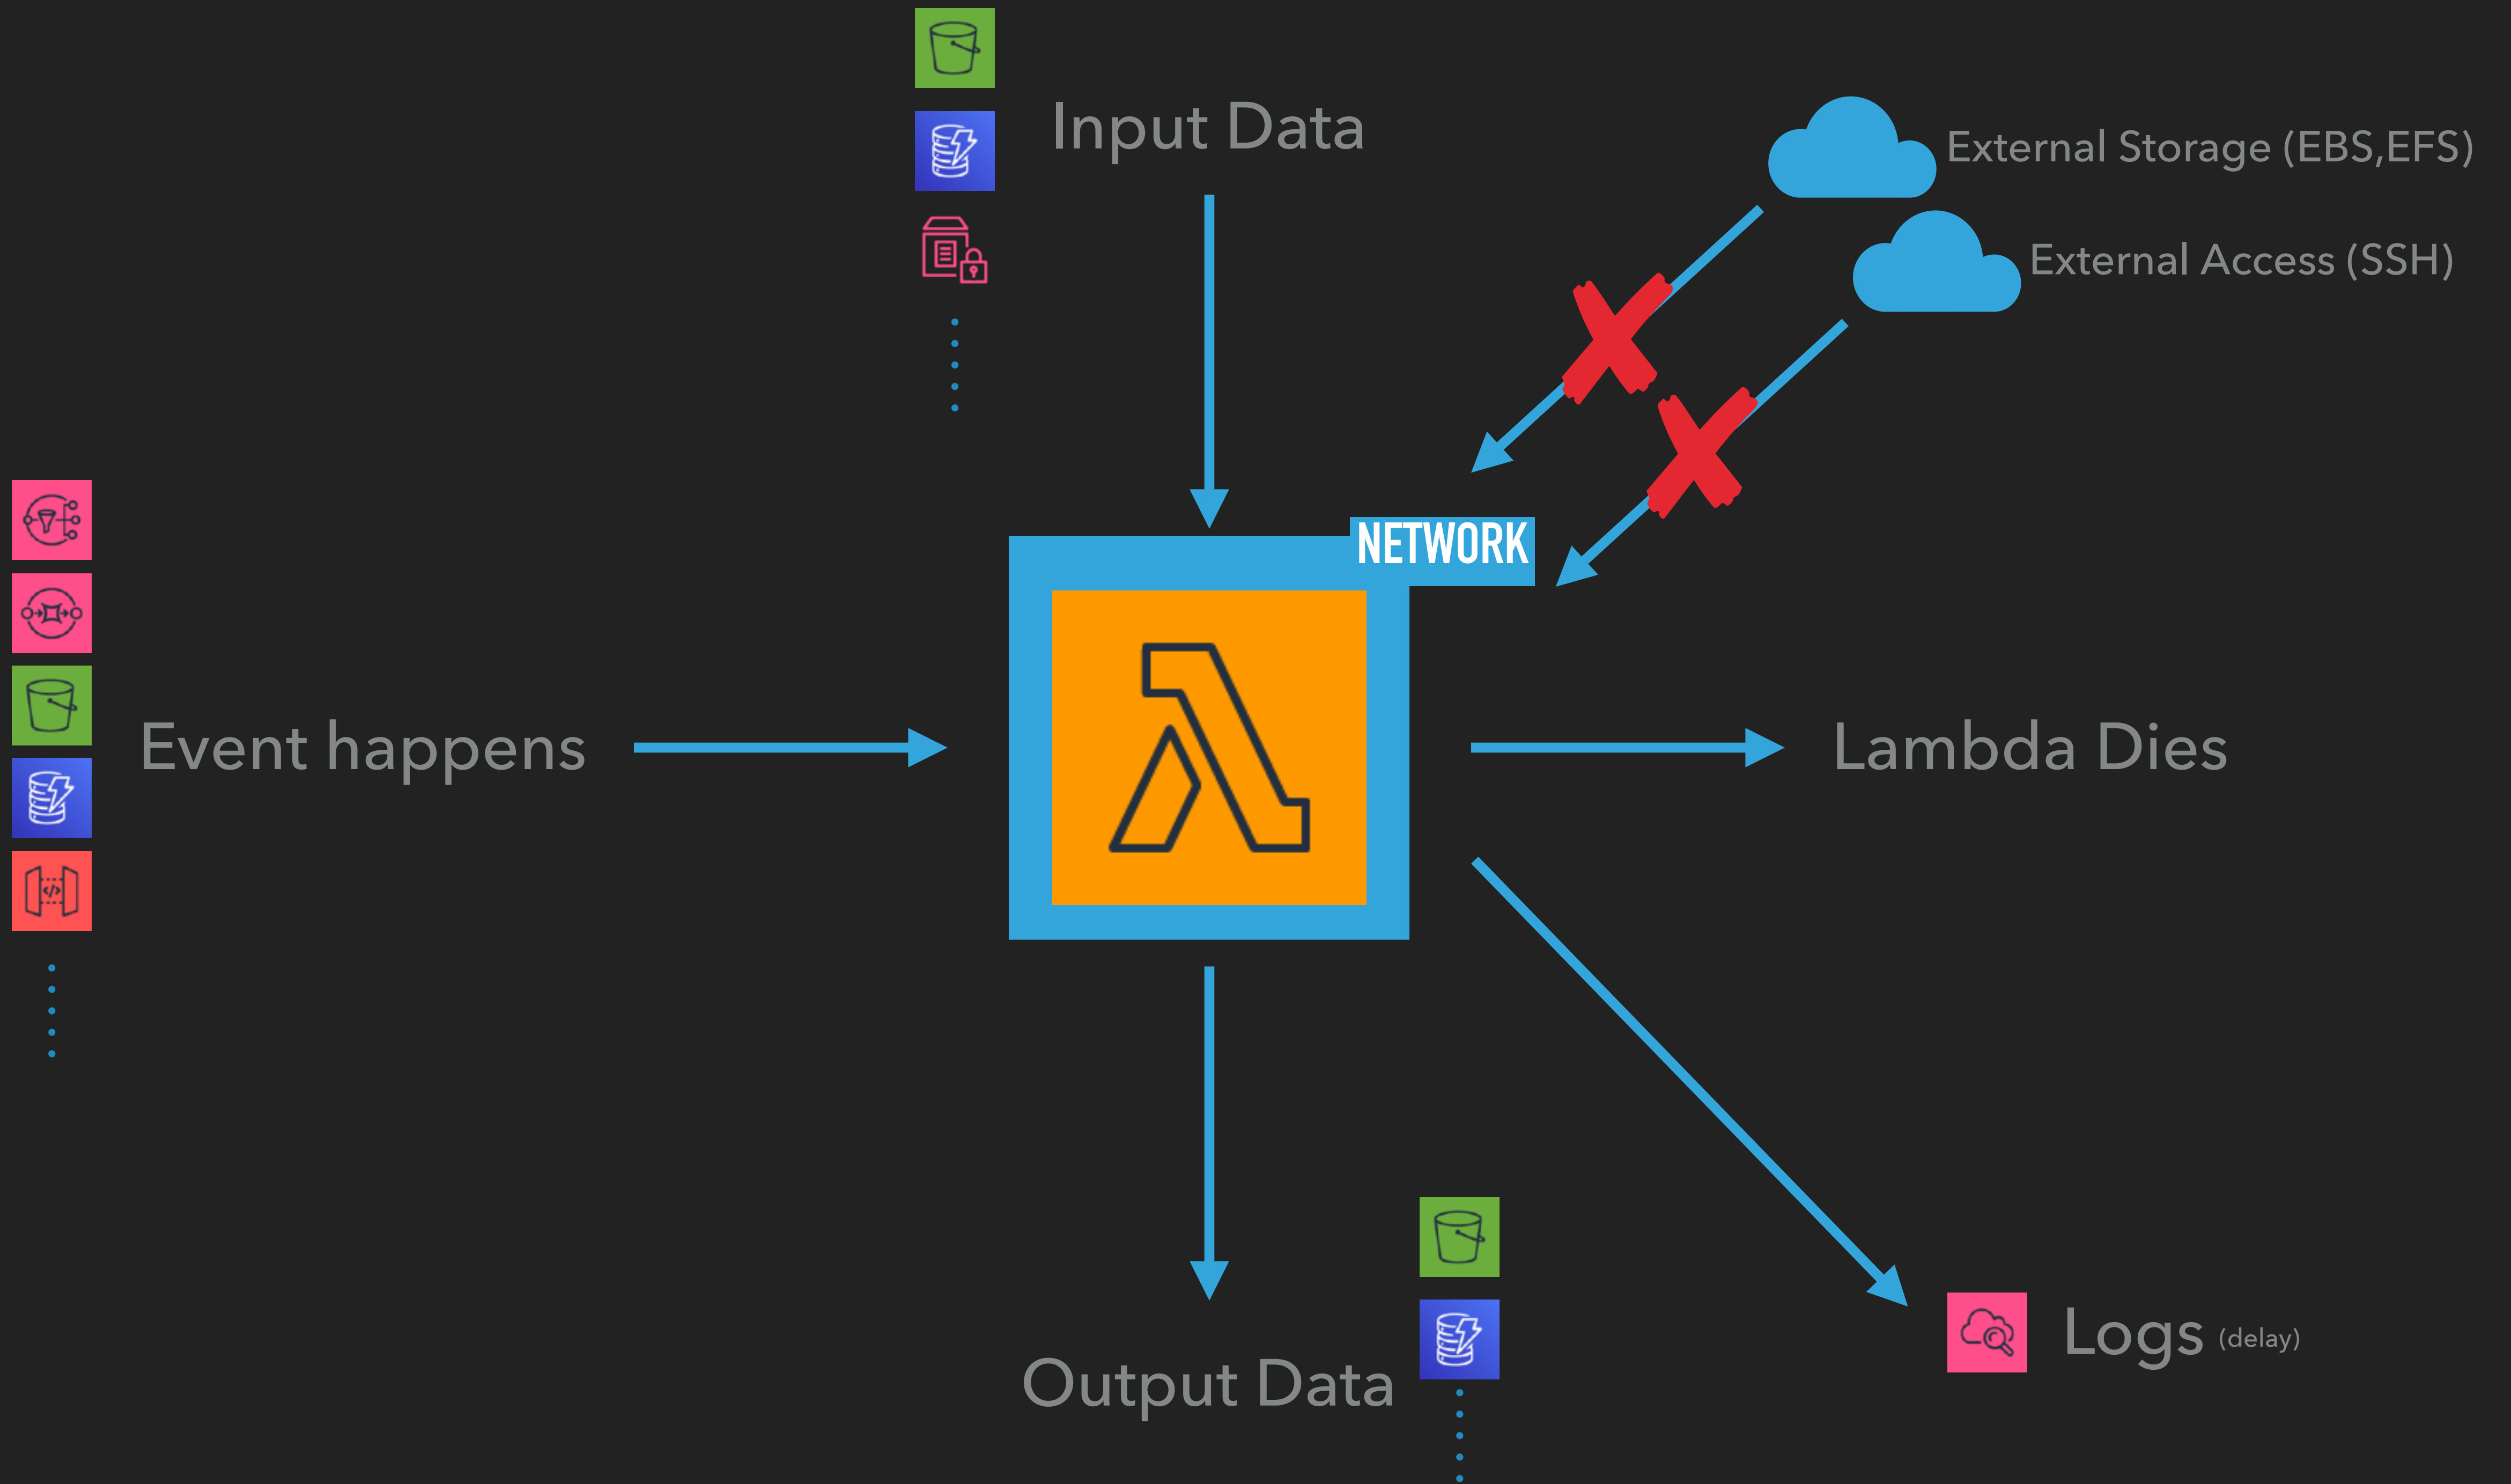 Input Data
External Storage (EBS,EFS)
External Access (SSH)
NETWORK
Event happens
Lambda Dies
Output Data
Logs (delay)